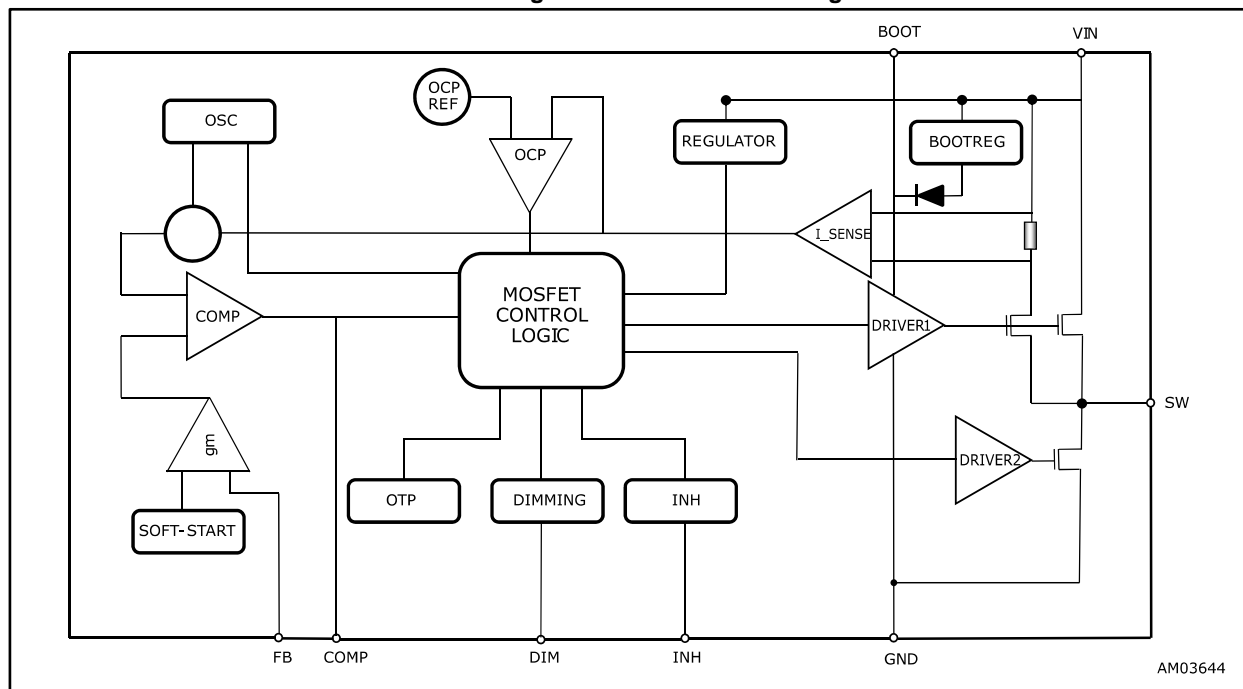 BOOT
VIN
OCP
REF
OSC
OCP
REGULATOR
BOOTREG
I_SENSE
MOSFET
CONTROL
LOGIC
COMP
DRIVER1
SW
gm
DRIVER2
OTP
DIMMING
INH
SOFT-START
FB
COMP
DIM
INH
GND
AM03644